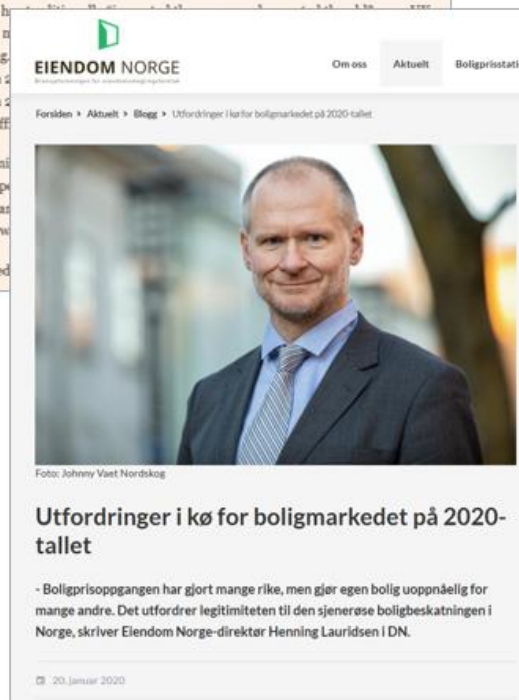 EIENDOM NORGE
Om oss Aktuelt Boligprisstati
Forsiden > Aktuelt > Blogg > Utfordringer i kø for boligmarkedet på 2020-tallet
Foto: Johnny Vaet Nordskog
Utfordringer i kø for boligmarkedet på 2020-
tallet
- Boligprisoppgangen har gjort mange rike, men gjør egen bolig uoppnåelig for
mange andre. Det utfordrer legitimiteten til den sjenerøse boligbeskatningen i
Norge, skriver Eiendom Norge-direktør Henning Lauridsen i DN.
20. januar 2020